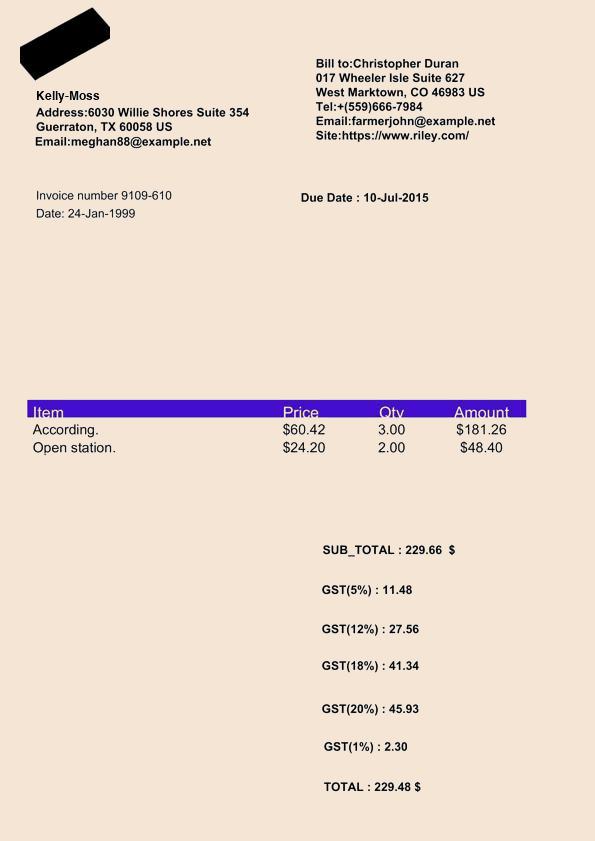 Kelly-Moss
Address:6030 Willie Shores Suite 354
Guerraton, TX 60058 US
Email:meghan88@example.net
Bill to:Christopher Duran
017 Wheeler Isle Suite 627
West Marktown, CO 46983 US
Tel:+(559)666-7984
Email:farmerjohn@example.net
Site:https://www.riley.com/
Invoice number 9109-610
Date: 24-Jan-1999
Due Date : 10-Jul-2015
Item Price Qty Amount
According. $60.42 3.00 $181.26
Open station. $24.20 2.00 $48.40
SUB_TOTAL : 229.66 $
GST(5%) : 11.48
GST(12%) : 27.56
GST(18%) : 41.34
GST(20%) : 45.93
GST(1%) : 2.30
TOTAL : 229.48 $